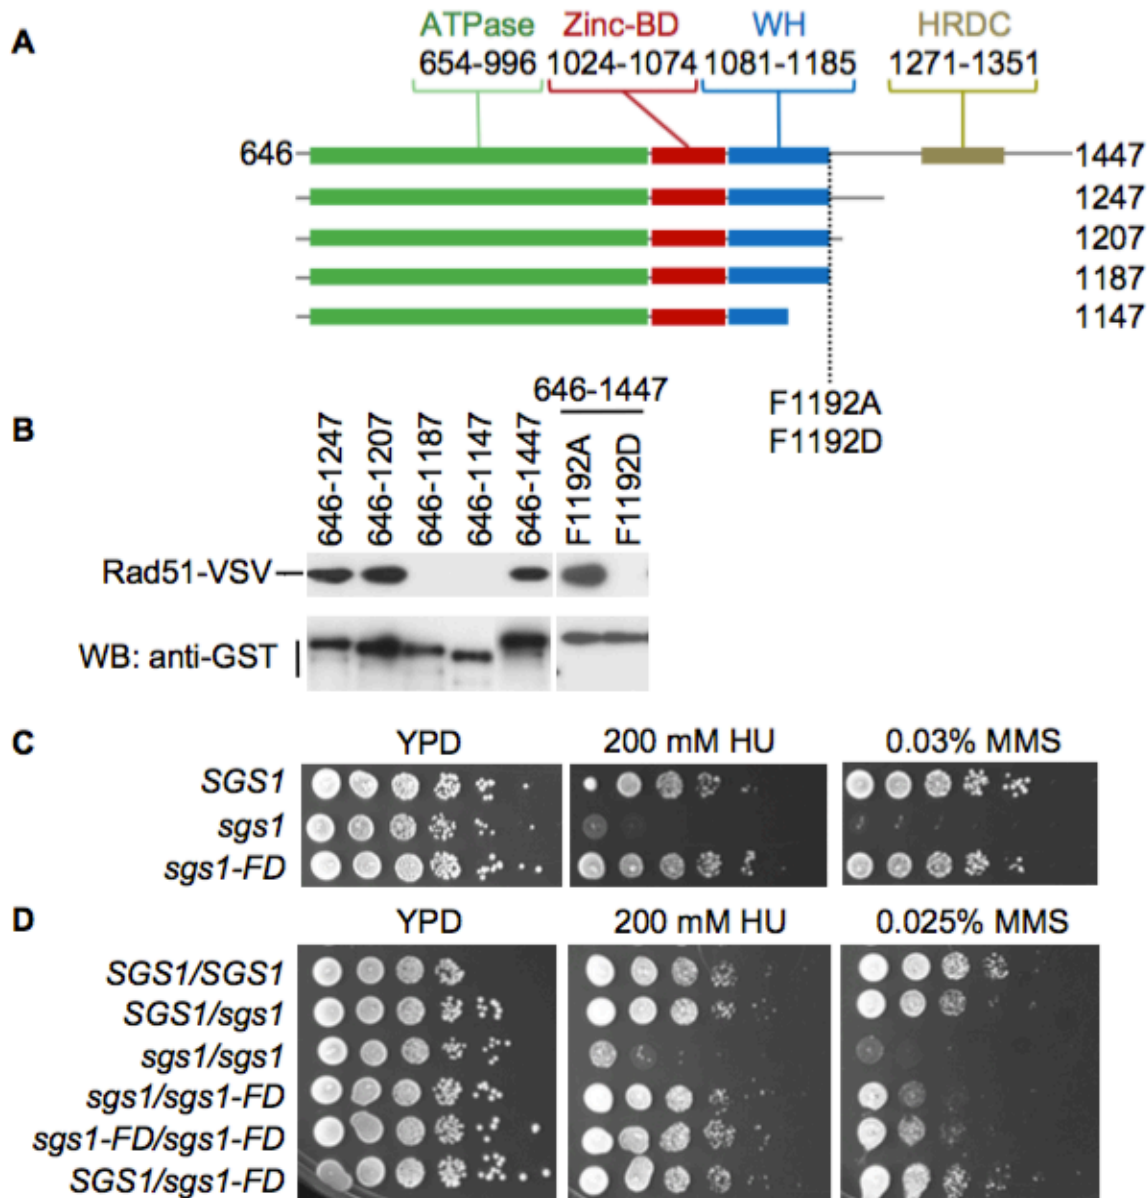 A
ATPase Zinc-BD WH HRDC
654-996 1024-1074 1081-1185 1271-1351
646 1447
1247
1207
1187
1147
F1192A
F1192D
B
646-1447
646-1247 646-1207 646-1187 646-1147 646-1447 F1192A F1192D
Rad51-VSV
WB: anti-GST
C
YPD 200 mM HU 0.03% MMS
SGS1
sgs1
sgs1-FD
D
YPD 200 mM HU 0.025% MMS
SGS1/SGS1
SGS1/sgs1
sgs1/sgs1
sgs1/sgs1-FD
sgs1-FD/sgs1-FD
SGS1/sgs1-FD